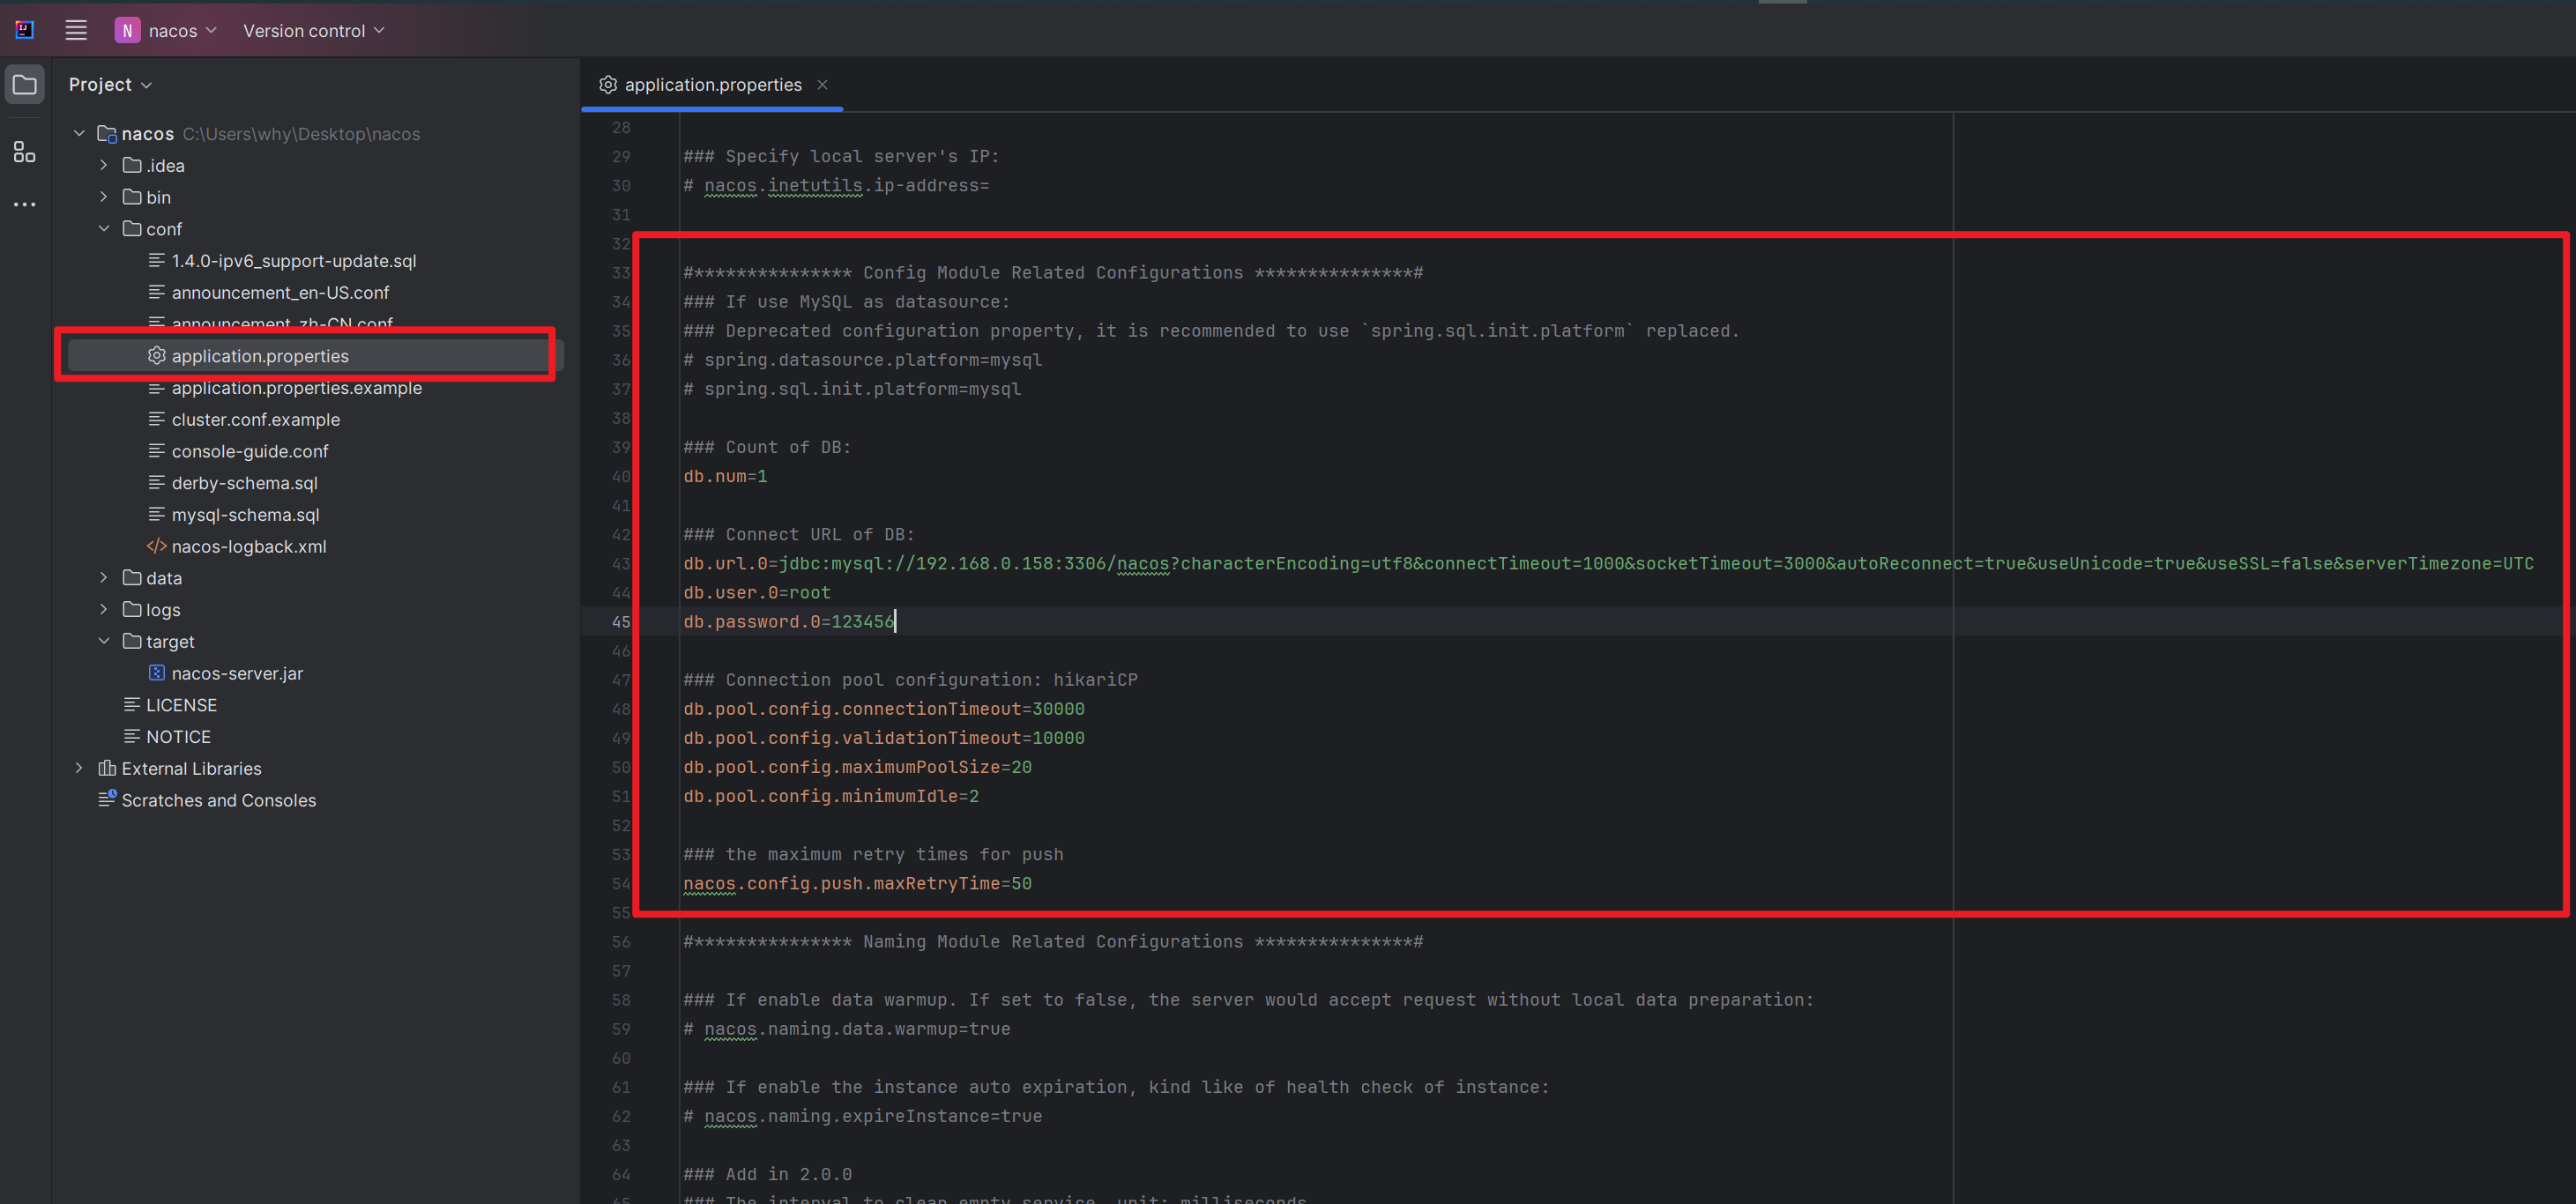 N nacos Version control
Project
application.properties
nacos C:\Users\why\Desktop\nacos
.idea
bin
conf
1.4.0-ipv6_support-update.sql
announcement_en-US.conf
announcement_zh-CN.conf
application.properties
application.properties.example
cluster.conf.example
console-guide.conf
derby-schema.sql
mysql-schema.sql
nacos-logback.xml
data
logs
target
nacos-server.jar
LICENSE
NOTICE
External Libraries
Scratches and Consoles
28
29 ### Specify local server's IP:
30 # nacos.inetutils.ip-address=
31
32
33 #*************** Config Module Related Configurations ***************#
34 ### If use MySQL as datasource:
35 ### Deprecated configuration property, it is recommended to use `spring.sql.init.platform` replaced.
36 # spring.datasource.platform=mysql
37 # spring.sql.init.platform=mysql
38
39 ### Count of DB:
40 db.num=1
41
42 ### Connect URL of DB:
43 db.url.0=jdbc:mysql://192.168.0.158:3306/nacos?characterEncoding=utf8&connectTimeout=1000&socketTimeout=3000&autoReconnect=true&useUnicode=true&useSSL=false&serverTimezone=UTC
44 db.user.0=root
45 db.password.0=123456
46
47 ### Connection pool configuration: hikariCP
48 db.pool.config.connectionTimeout=30000
49 db.pool.config.validationTimeout=10000
50 db.pool.config.maximumPoolSize=20
51 db.pool.config.minimumIdle=2
52
53 ### the maximum retry times for push
54 nacos.config.push.maxRetryTime=50
55
56 #*************** Naming Module Related Configurations ***************#
57
58 ### If enable data warmup. If set to false, the server would accept request without local data preparation:
59 # nacos.naming.data.warmup=true
60
61 ### If enable the instance auto expiration, kind like of health check of instance:
62 # nacos.naming.expireInstance=true
63
64 ### Add in 2.0.0
65 ### The interval to clean empty service, unit: milliseconds